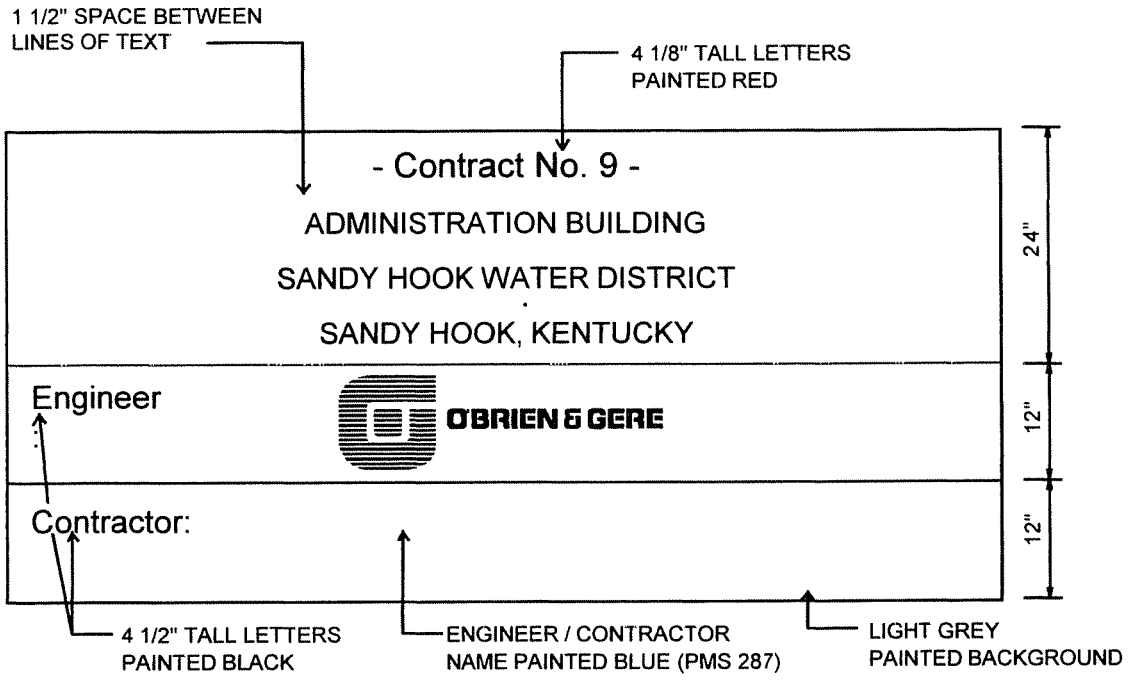 1 1/2" SPACE BETWEEN
LINES OF TEXT
4 1/8" TALL LETTERS
PAINTED RED
- Contract No. 9 -
ADMINISTRATION BUILDING
SANDY HOOK WATER DISTRICT
SANDY HOOK, KENTUCKY
24"
Engineer
:
O'BRIEN & GERE
12"
Contractor:
12"
4 1/2" TALL LETTERS
PAINTED BLACK
ENGINEER / CONTRACTOR
NAME PAINTED BLUE (PMS 287)
LIGHT GREY
PAINTED BACKGROUND